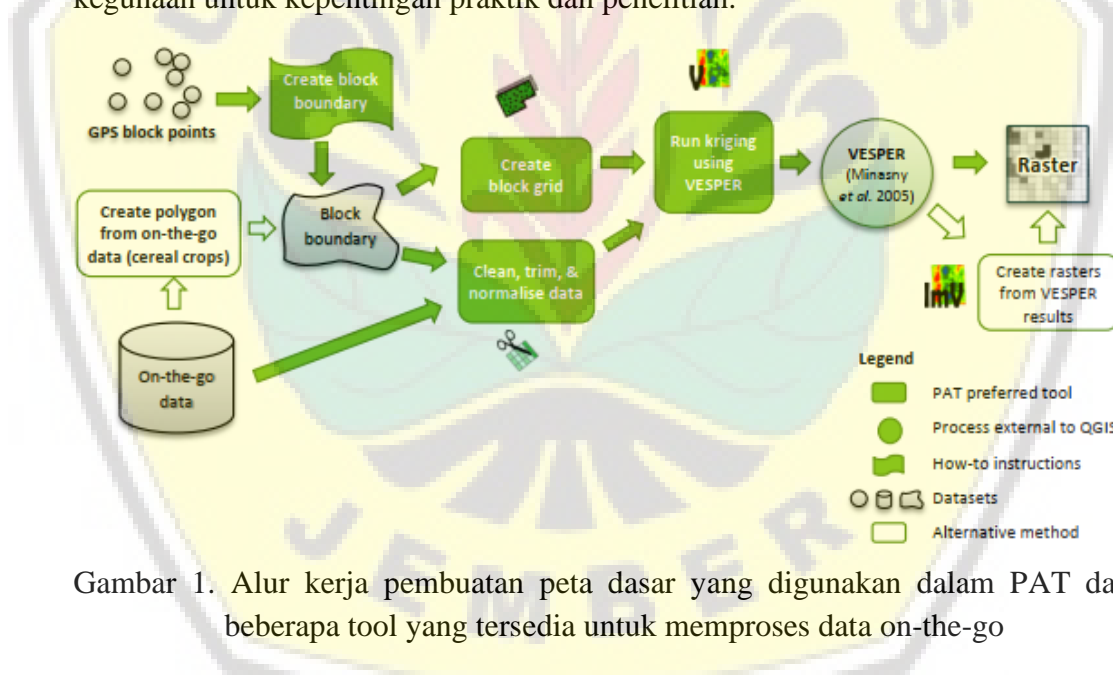 kegunaan untuk kepentingan praktik dan penelitian.
GPS block points
Create block
boundary
Create polygon
from on-the-go
data (cereal crops)
Block
boundary
On-the-go
data
Create
block grid
Clean, trim, &
normalise data
Run kriging
using
VESPER
V
VESPER
(Minasny
et al. 2005)
Raster
ImV
Create rasters
from VESPER
results
Legend
PAT preferred tool
Process external to QGIS
How-to instructions
Datasets
Alternative method
Gambar 1. Alur kerja pembuatan peta dasar yang digunakan dalam PAT da
beberapa tool yang tersedia untuk memproses data on-the-go
JEMBER